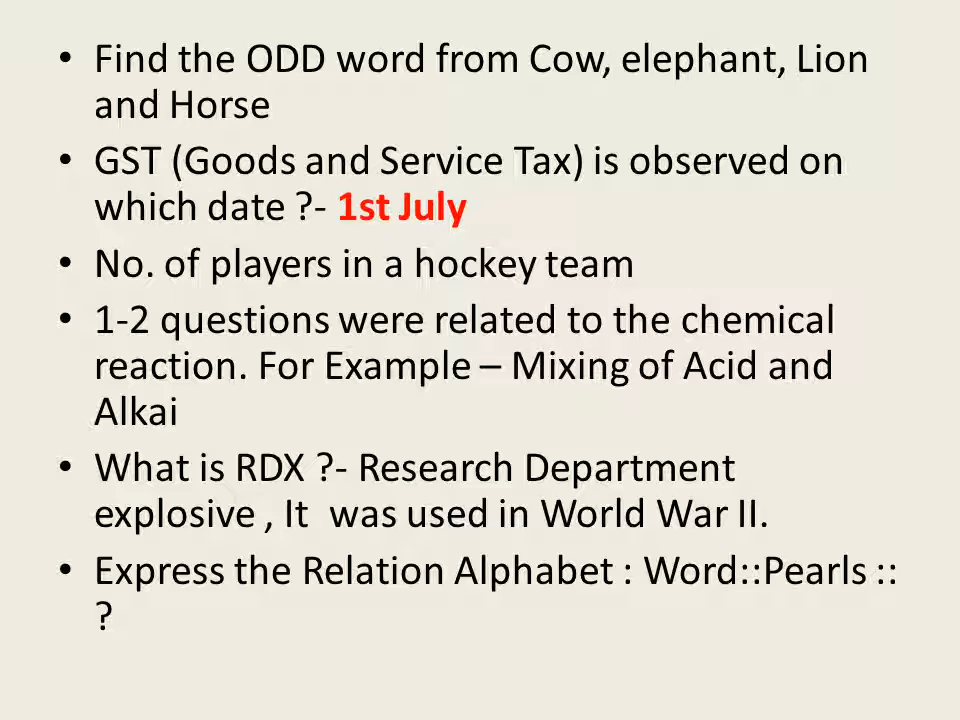 • Find the ODD word from Cow, elephant, Lion
and Horse
• GST (Goods and Service Tax) is observed on
which date ?- 1st July
• No. of players in a hockey team
• 1-2 questions were related to the chemical
reaction. For Example – Mixing of Acid and
Alkai
• What is RDX ?- Research Department
explosive , It  was used in World War II.
• Express the Relation Alphabet : Word::Pearls ::
?